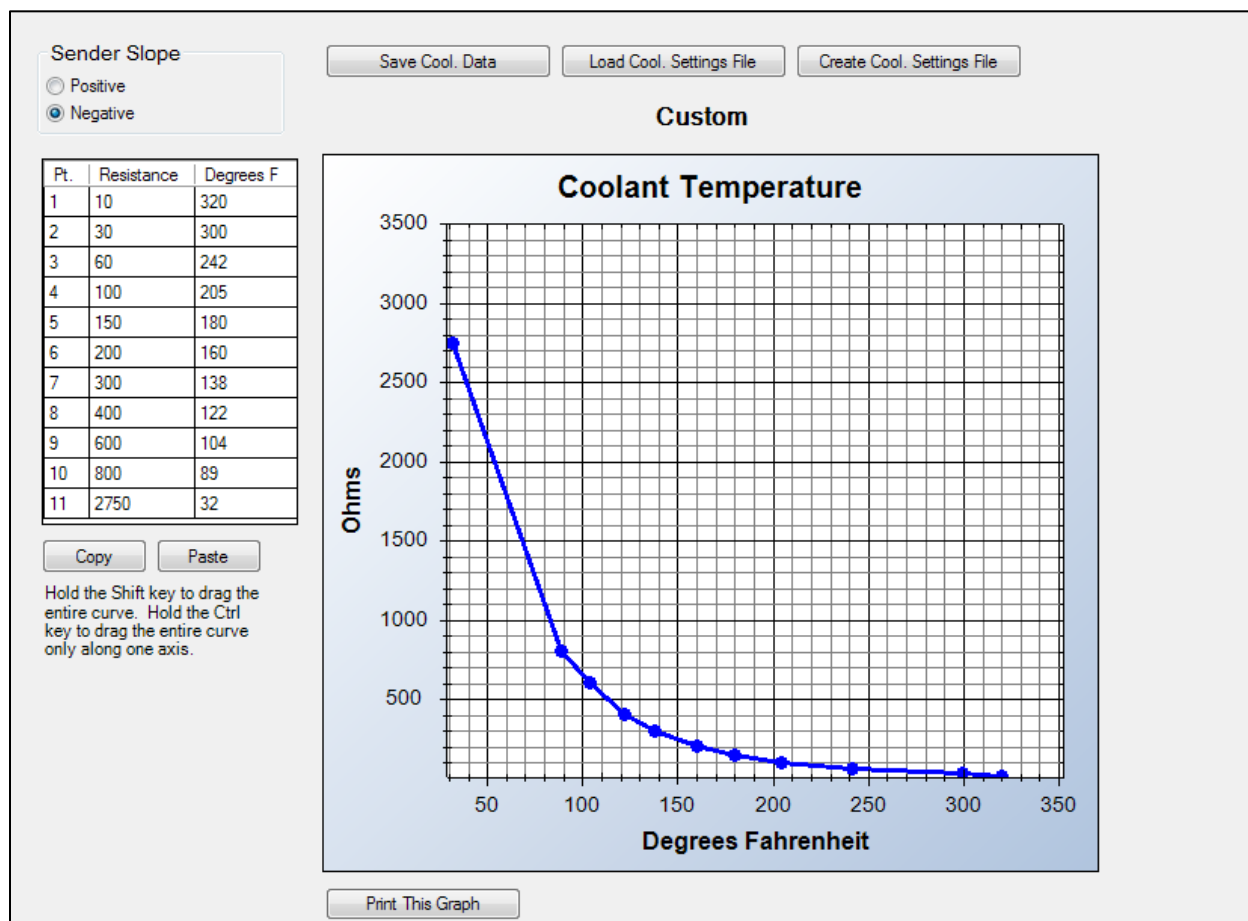 Sender Slope
Positive
Negative
Save Cool. Data
Load Cool. Settings File
Create Cool. Settings File
Custom
Pt. Resistance Degrees F
1 10 320
2 30 300
3 60 242
4 100 205
5 150 180
6 200 160
7 300 138
8 400 122
9 600 104
10 800 89
11 2750 32
Copy
Paste
Hold the Shift key to drag the
entire curve. Hold the Ctrl
key to drag the entire curve
only along one axis.
Coolant Temperature
3500
3000
2500
2000
1500
1000
500
Ohms
50 100 150 200 250 300 350
Degrees Fahrenheit
Print This Graph